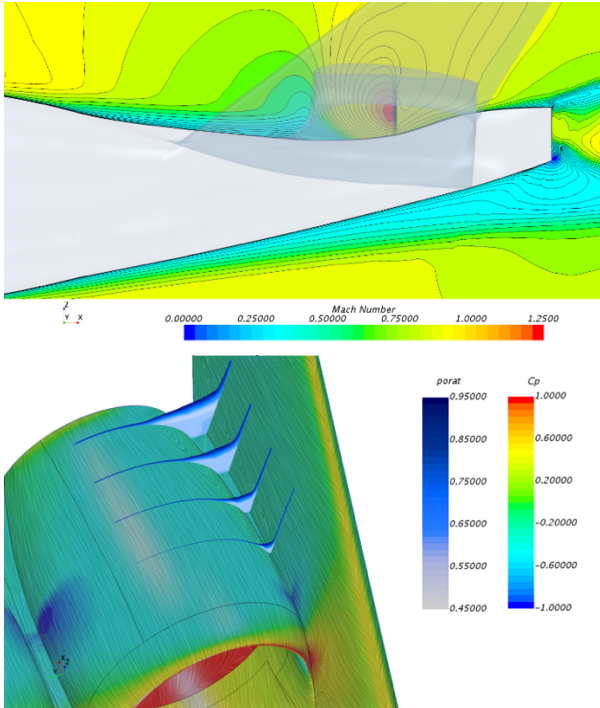 Z
Y X
Mach Number
0.00000 0.25000 0.50000 0.75000 1.0000 1.2500
porat Cp
0.95000 1.0000
0.85000 0.60000
0.75000 0.20000
0.65000 -0.20000
0.55000 -0.60000
0.45000 -1.0000
X
Z
Y